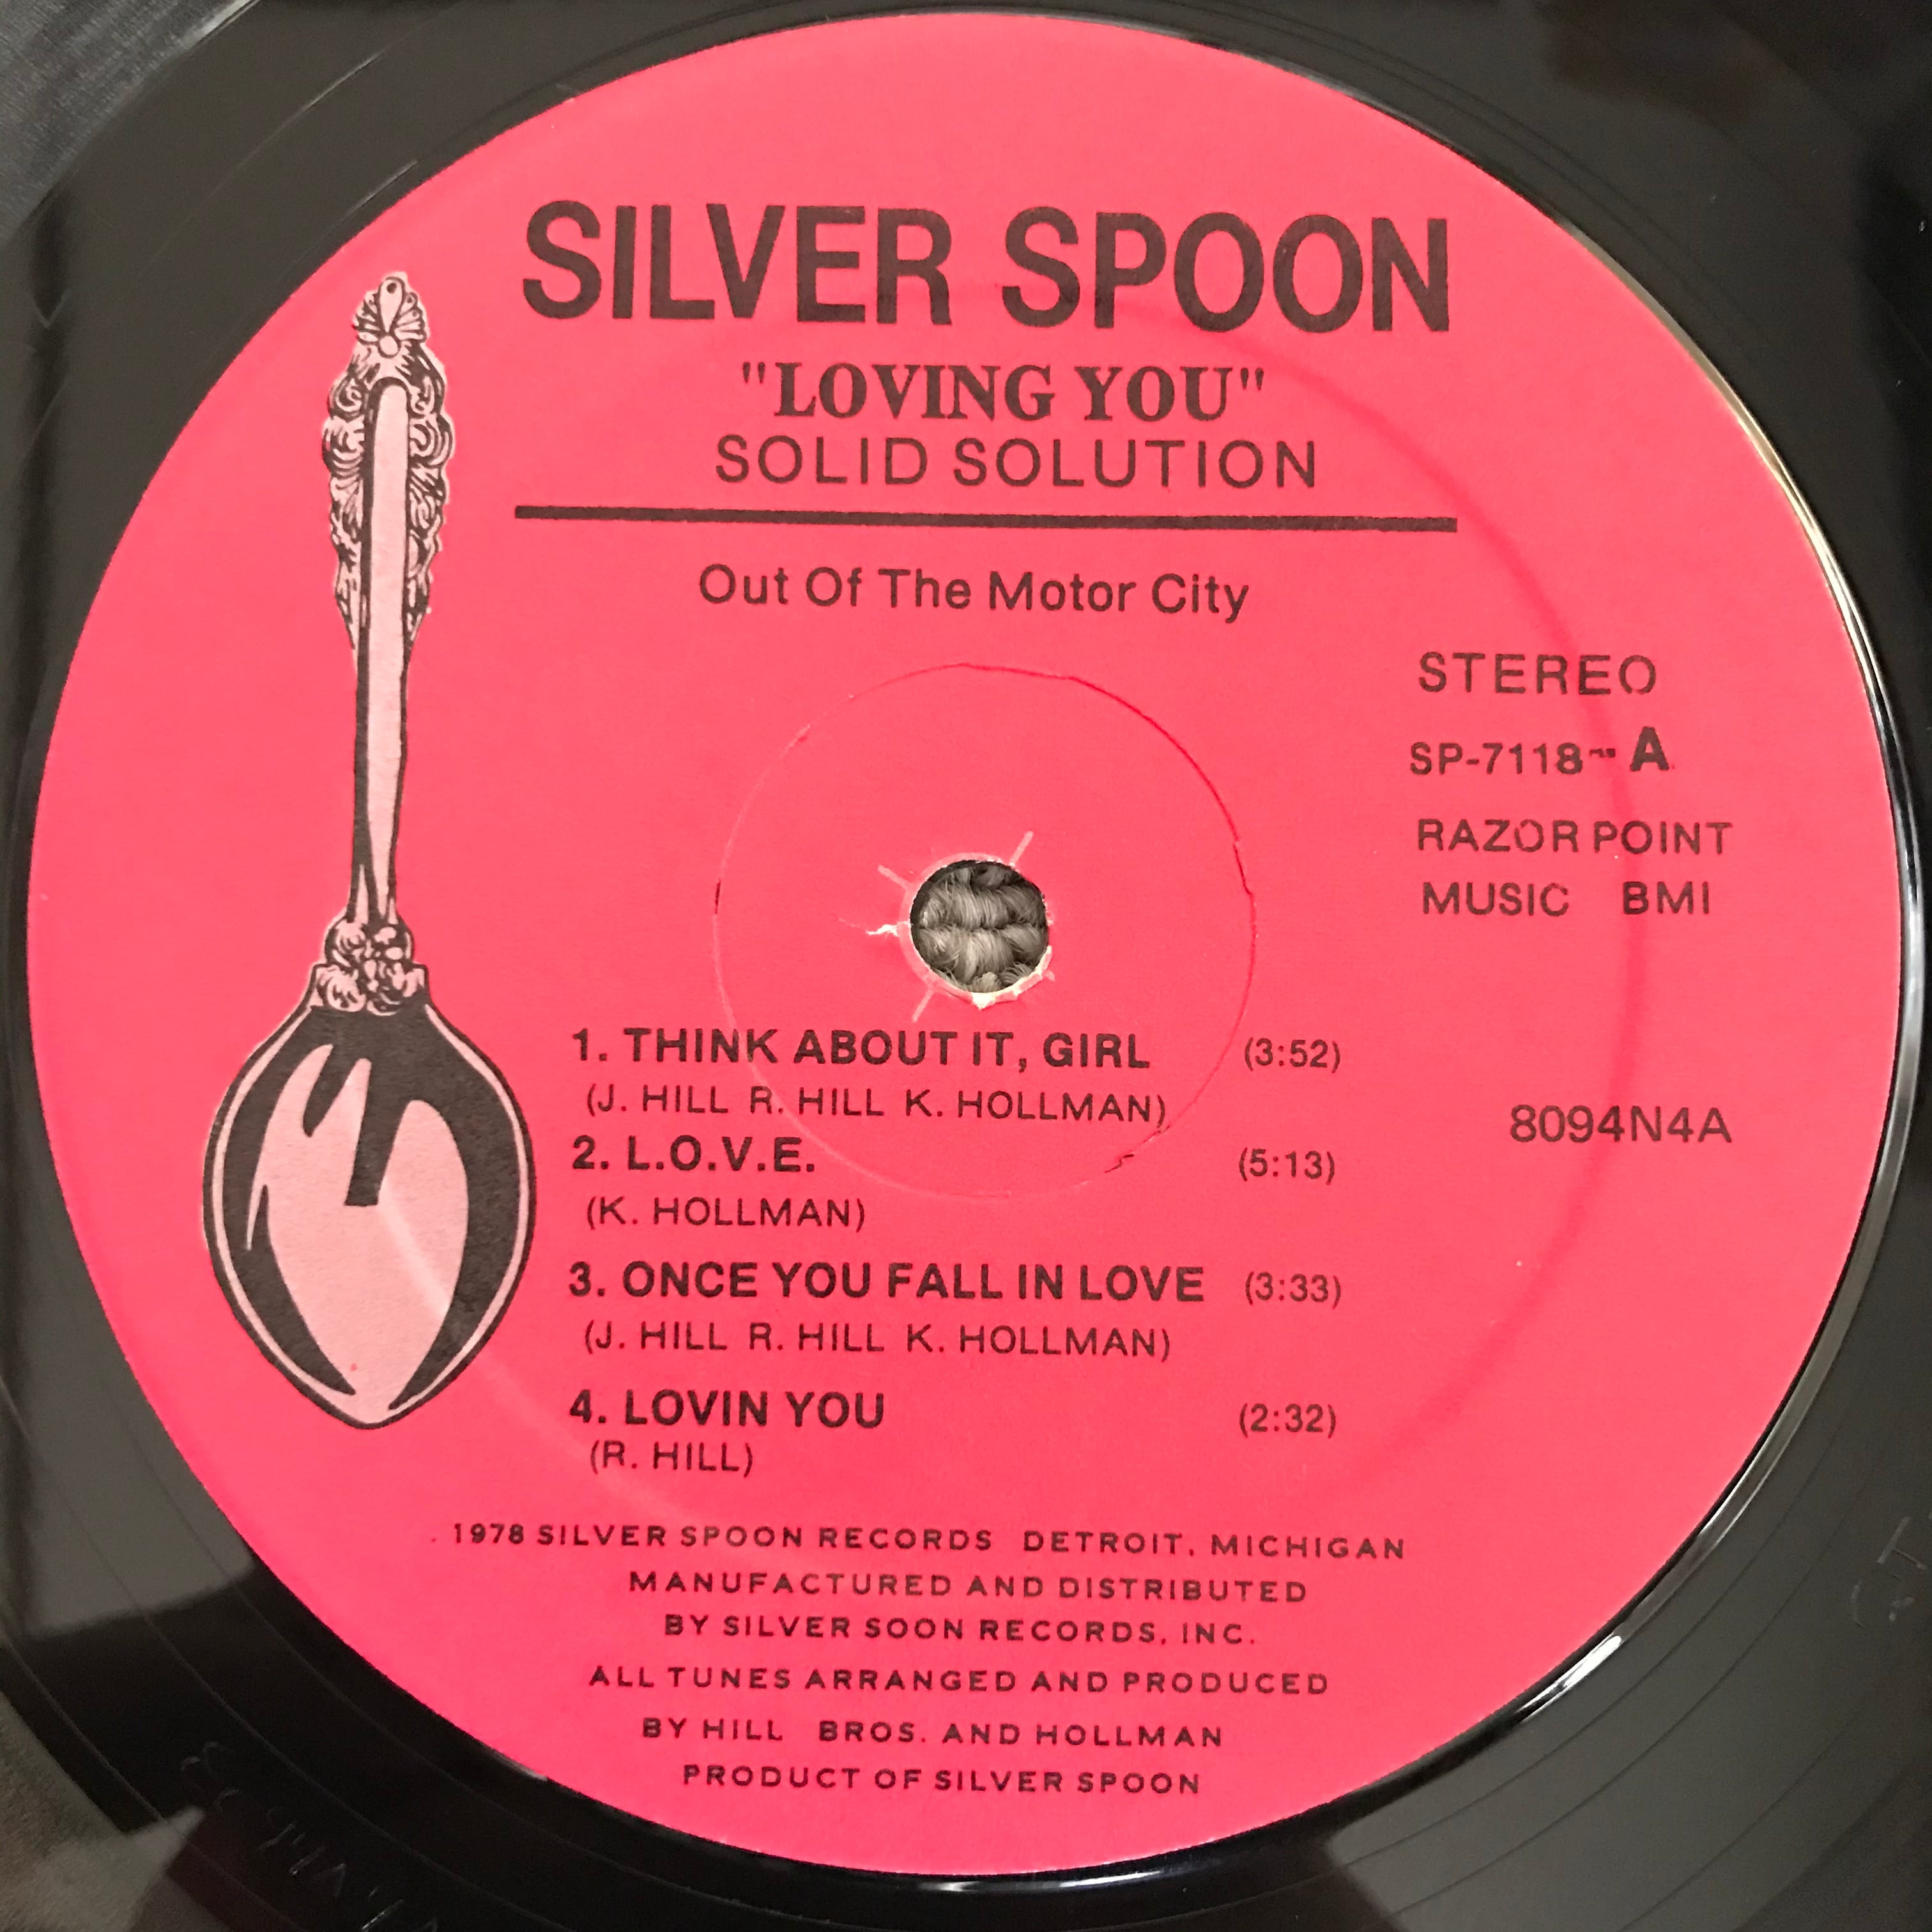 SILVER SPOON
"LOVING YOU"
SOLID SOLUTION
Out Of The Motor City
STEREO
SP-7118-A
RAZOR POINT
MUSIC BMI
1. THINK ABOUT IT, GIRL (3:52)
(J. HILL R. HILL K. HOLLMAN)
8094N4A
2. L.O.V.E. (5:13)
(K. HOLLMAN)
3. ONCE YOU FALL IN LOVE (3:33)
(J. HILL R. HILL K. HOLLMAN)
4. LOVIN YOU (2:32)
(R. HILL)
1978 SILVER SPOON RECORDS DETROIT, MICHIGAN
MANUFACTURED AND DISTRIBUTED
BY SILVER SOON RECORDS, INC.
ALL TUNES ARRANGED AND PRODUCED
BY HILL BROS. AND HOLLMAN
PRODUCT OF SILVER SPOON